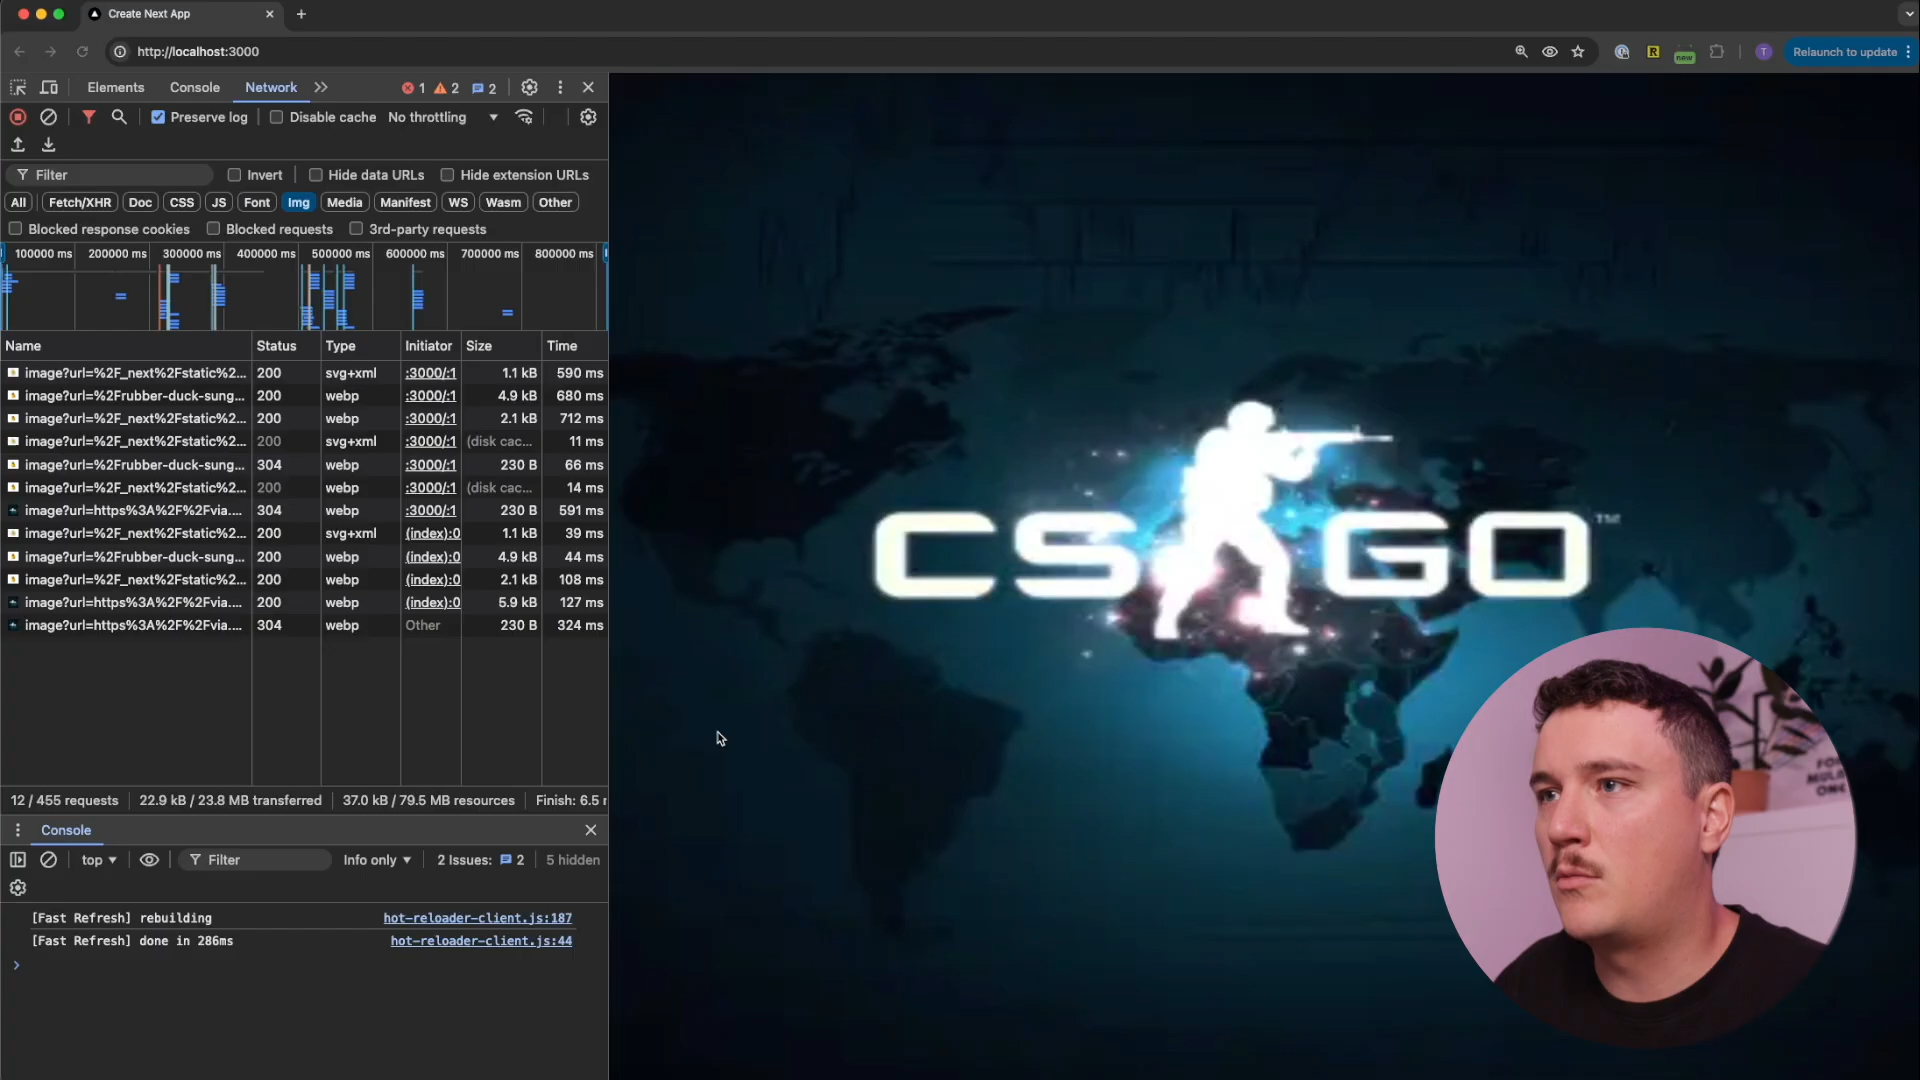 Create Next App
http://localhost:3000
new
T
Relaunch to update
Elements Console Network 1 2 2
Preserve log Disable cache No throttling
Filter Invert Hide data URLs Hide extension URLs
All Fetch/XHR Doc CSS JS Font Img Media Manifest WS Wasm Other
Blocked response cookies Blocked requests 3rd-party requests
100000 ms 200000 ms 300000 ms 400000 ms 500000 ms 600000 ms 700000 ms 800000 ms
Name Status Type Initiator Size Time
image?url=%2F_next%2Fstatic%2... 200 svg+xml :3000/:1 1.1 kB 590 ms
image?url=%2Frubber-duck-sung... 200 webp :3000/:1 4.9 kB 680 ms
image?url=%2F_next%2Fstatic%2... 200 webp :3000/:1 2.1 kB 712 ms
image?url=%2F_next%2Fstatic%2... 200 svg+xml :3000/:1 (disk cac... 11 ms
image?url=%2Frubber-duck-sung... 304 webp :3000/:1 230 B 66 ms
image?url=%2F_next%2Fstatic%2... 200 webp :3000/:1 (disk cac... 14 ms
image?url=https%3A%2F%2Fvia.... 304 webp :3000/:1 230 B 591 ms
image?url=%2F_next%2Fstatic%2... 200 svg+xml (index):0 1.1 kB 39 ms
image?url=%2Frubber-duck-sung... 200 webp (index):0 4.9 kB 44 ms
image?url=%2F_next%2Fstatic%2... 200 webp (index):0 2.1 kB 108 ms
image?url=https%3A%2F%2Fvia.... 200 webp (index):0 5.9 kB 127 ms
image?url=https%3A%2F%2Fvia.... 304 webp Other 230 B 324 ms
12 / 455 requests 22.9 kB / 23.8 MB transferred 37.0 kB / 79.5 MB resources Finish: 6.5
Console
top Filter Info only 2 Issues: 2 5 hidden
[Fast Refresh] rebuilding hot-reloader-client.js:187
[Fast Refresh] done in 286ms hot-reloader-client.js:44
CS GO™